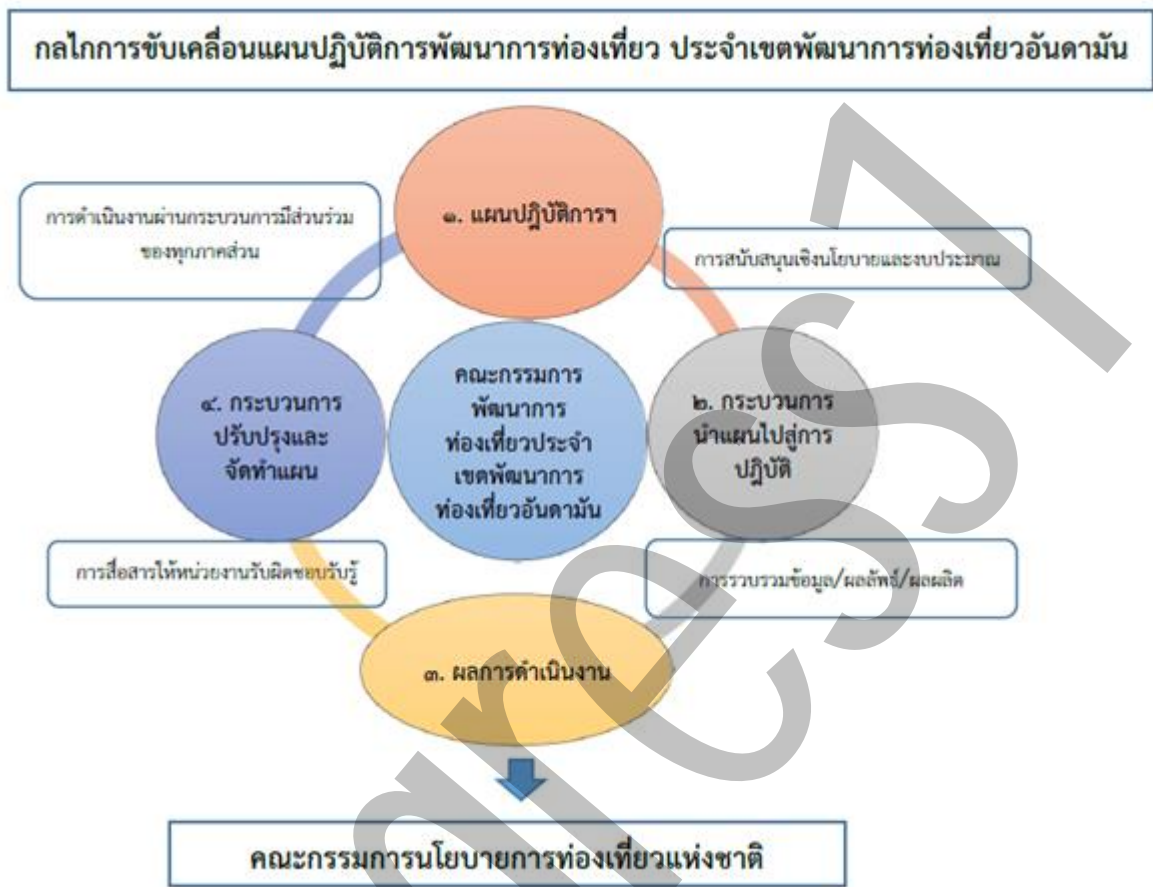 กลไกการขับเคลื่อนแผนปฏิบัติการพัฒนาการท่องเที่ยว ประจำเขตพัฒนาการท่องเที่ยวอันดามัน
๑. แผนปฏิบัติการฯ
การดำเนินงานผ่านกระบวนการมีส่วนร่วม
ของทุกภาคส่วน
การสนับสนุนเชิงนโยบายและงบประมาณ
๔. กระบวนการ
ปรับปรุงและ
จัดทำแผน
คณะกรรมการ
พัฒนาการ
ท่องเที่ยวประจำ
เขตพัฒนาการ
ท่องเที่ยวอันดามัน
๒. กระบวนการ
นำแผนไปสู่การ
ปฏิบัติ
การสื่อสารให้หน่วยงานรับผิดชอบรับรู้
การรวบรวมข้อมูล/ผลลัพธ์/ผลผลิต
๓. ผลการดำเนินงาน
คณะกรรมการนโยบายการท่องเที่ยวแห่งชาติ